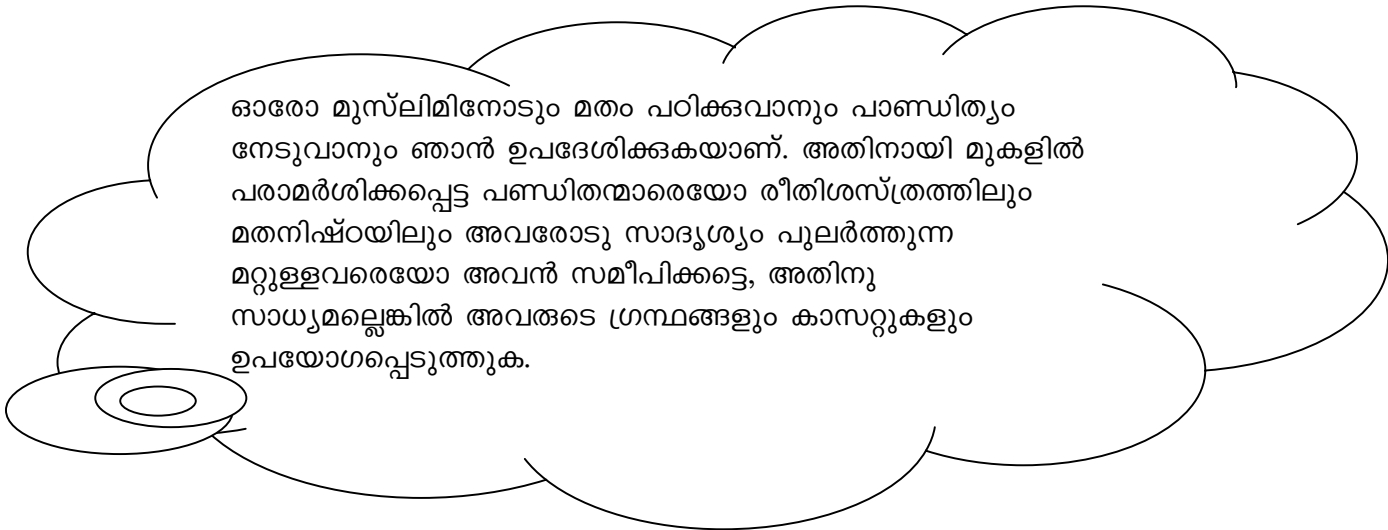 ഓരോ മുസ്‌ലിമിനോടും മതം പഠിക്കുവാനും പാണ്ഡിത്യം
നേടുവാനും ഞാൻ ഉപദേശിക്കുകയാണ്. അതിനായി മുകളിൽ
പരാമർശിക്കപ്പെട്ട പണ്ഡിതന്മാരെയോ രീതിശസ്ത്രത്തിലും
മതനിഷ്ഠയിലും അവരോടു സാദൃശ്യം പുലർത്തുന്ന
മറ്റുള്ളവരെയോ അവൻ സമീപിക്കട്ടെ, അതിനു
സാധ്യമല്ലെങ്കിൽ അവരുടെ ഗ്രന്ഥങ്ങളും കാസറ്റുകളും
ഉപയോഗപ്പെടുത്തുക.